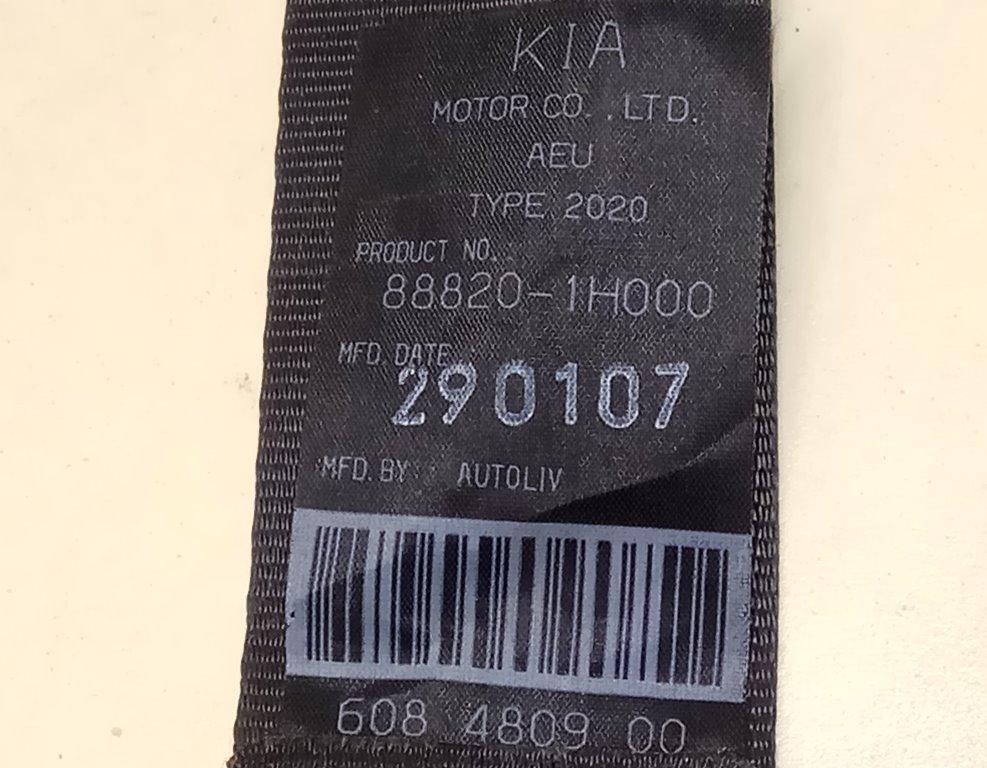 KIA
MOTOR CO., LTD.
AEU
TYPE 2020
PRODUCT NO.
88820-1H000
MFD. DATE
290107
MFD. BY: AUTOLIV
608 4809 00